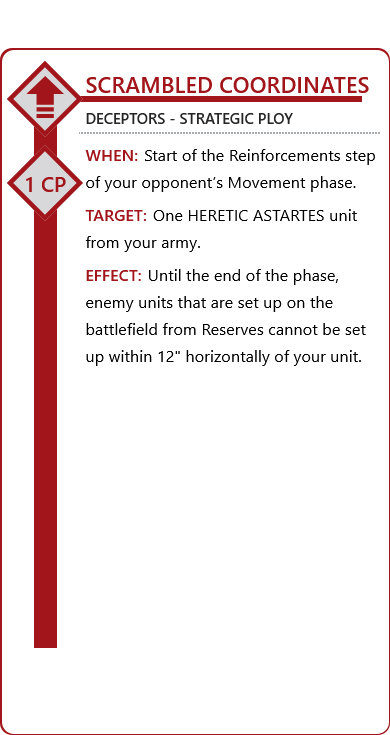 SCRAMBLED COORDINATES
DECEPTORS - STRATEGIC PLOY
1 CP
WHEN: Start of the Reinforcements step
of your opponent’s Movement phase.
TARGET: One HERETIC ASTARTES unit
from your army.
EFFECT: Until the end of the phase,
enemy units that are set up on the
battlefield from Reserves cannot be set
up within 12" horizontally of your unit.